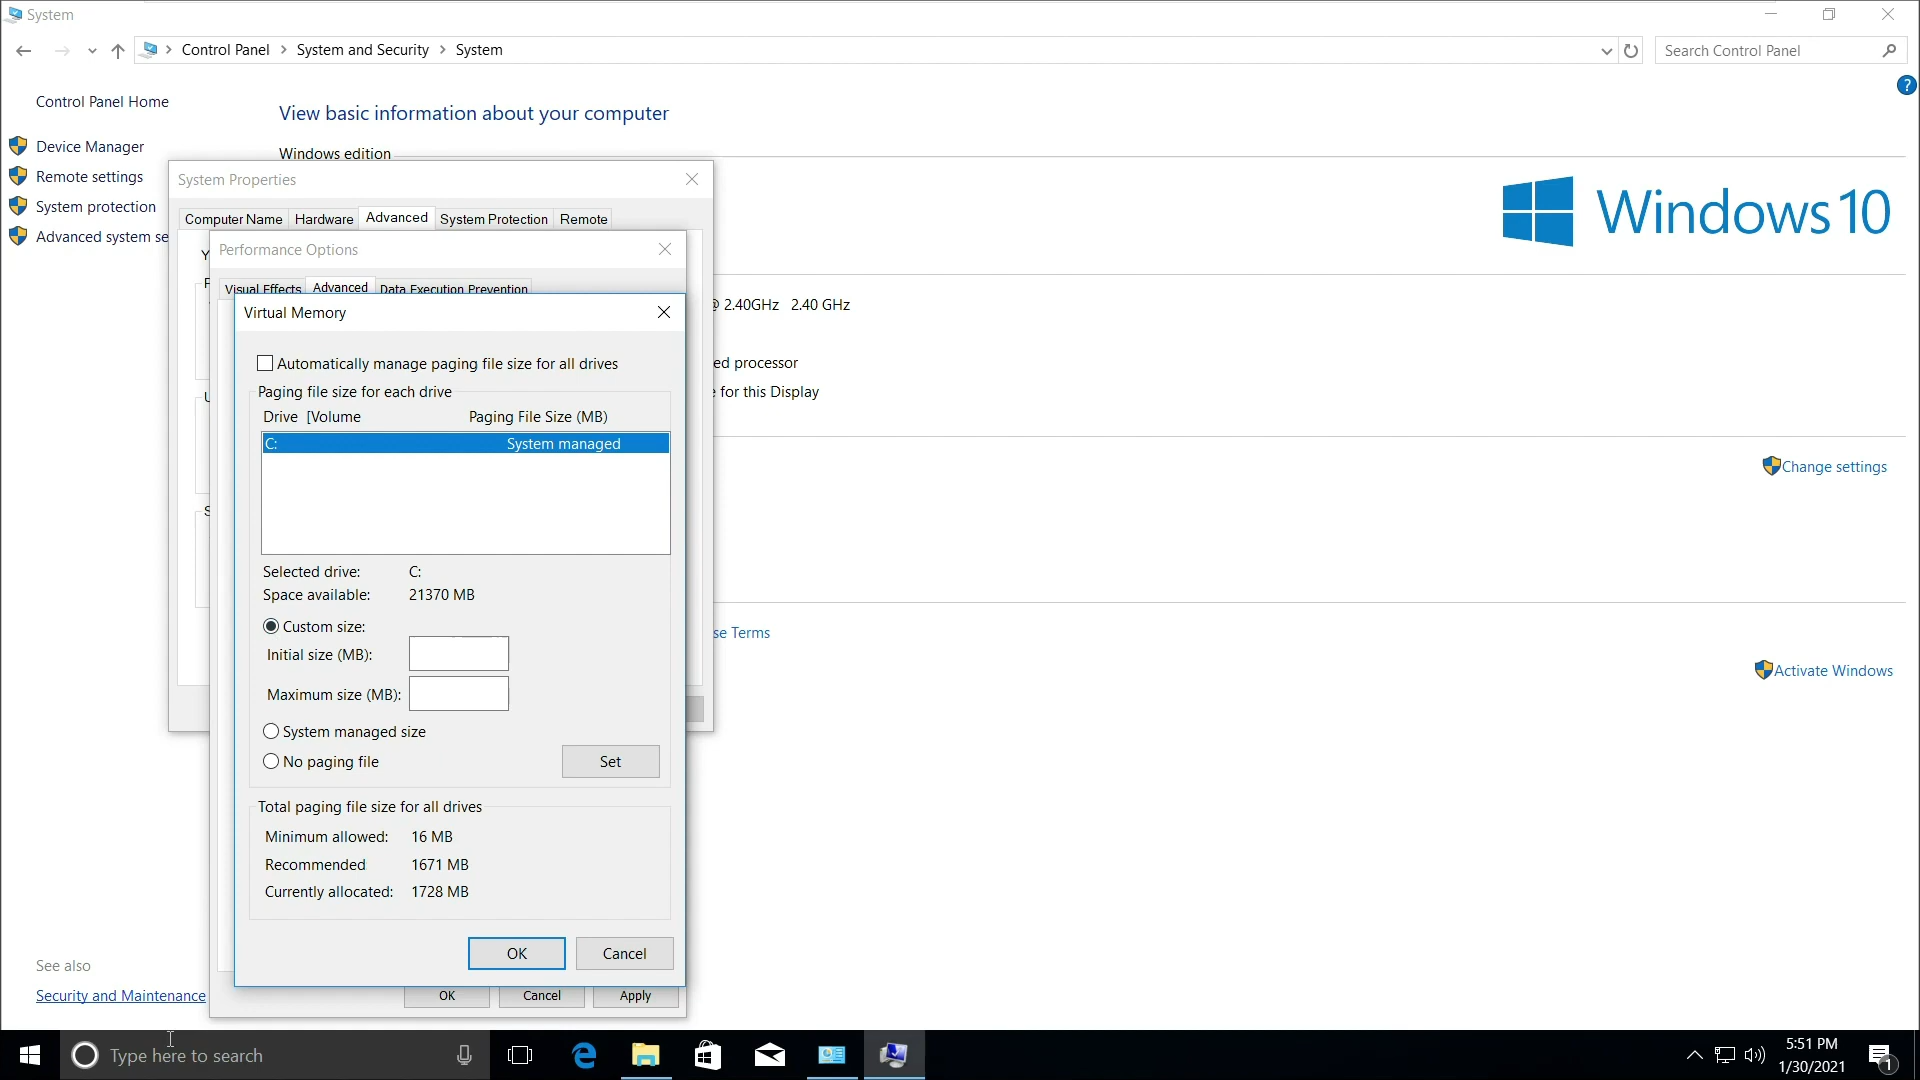 System
Control Panel > System and Security > System
Search Control Panel
Control Panel Home
View basic information about your computer
Device Manager
Windows edition
Remote settings
System protection
Advanced system se
Windows 10
System Properties
Computer Name Hardware Advanced System Protection Remote
Y
Performance Options
Visual Effects Advanced Data Execution Prevention
@ 2.40GHz 2.40 GHz
ed processor
for this Display
Change settings
se Terms
Activate Windows
Virtual Memory
Automatically manage paging file size for all drives
Paging file size for each drive
Drive [Volume Paging File Size (MB)
C: System managed
Selected drive: C:
Space available: 21370 MB
Custom size:
Initial size (MB):
Maximum size (MB):
System managed size
No paging file
Set
Total paging file size for all drives
Minimum allowed: 16 MB
Recommended 1671 MB
Currently allocated: 1728 MB
OK Cancel
OK Cancel Apply
See also
Security and Maintenance
Type here to search
5:51 PM
1/30/2021
1